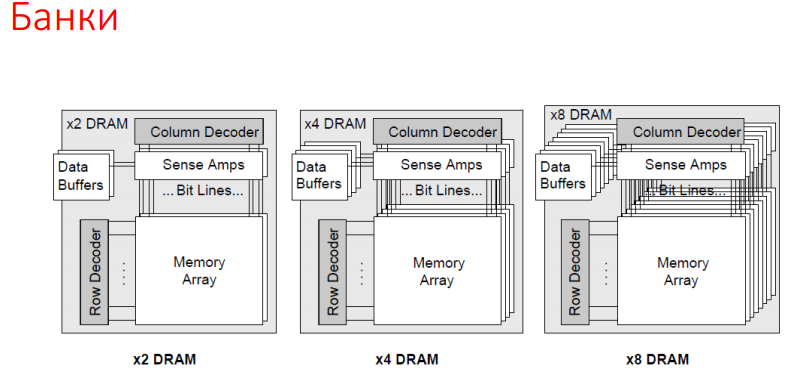 Банки
x2 DRAM
Column Decoder
Data
Buffers
Sense Amps
... Bit Lines...
Row Decoder
. . . .
Memory
Array
x2 DRAM
x4 DRAM
Column Decoder
Data
Buffers
Sense Amps
... Bit Lines...
Row Decoder
. . . .
Memory
Array
x4 DRAM
x8 DRAM
Column Decoder
Data
Buffers
Sense Amps
... Bit Lines...
Row Decoder
. . . .
Memory
Array
x8 DRAM